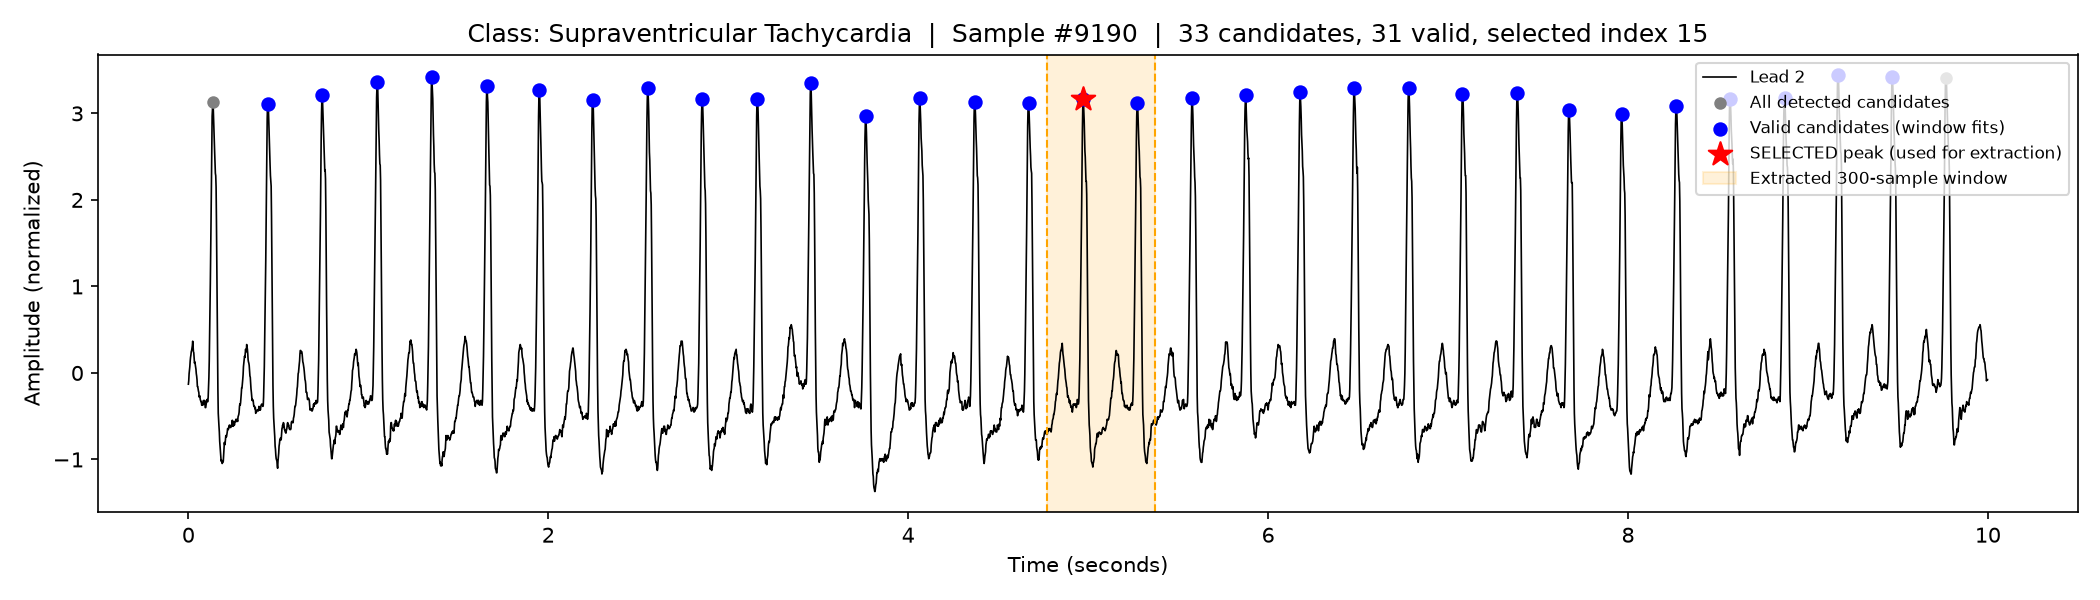 Class: Supraventricular Tachycardia | Sample #9190 | 33 candidates, 31 valid, selected index 15
Amplitude (normalized)
3
2
1
0
−1
Lead 2
All detected candidates
Valid candidates (window fits)
SELECTED peak (used for extraction)
Extracted 300-sample window
0 2 4 6 8 10
Time (seconds)